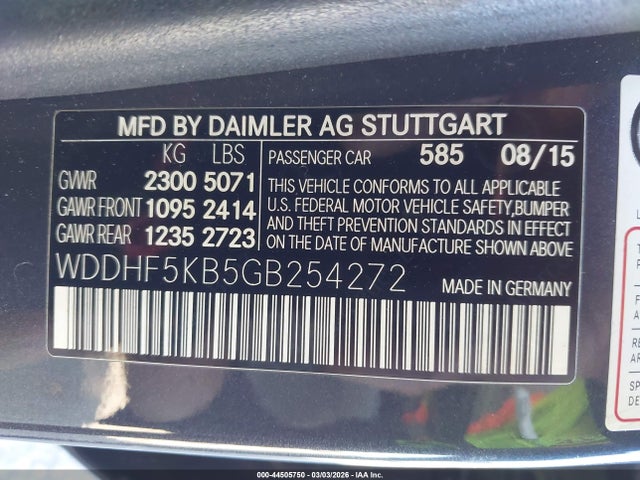 MFD BY DAIMLER AG STUTTGART
KG LBS
GVWR 2300 5071
GAWR FRONT 1095 2414
GAWR REAR 1235 2723
PASSENGER CAR 585 08/15
THIS VEHICLE CONFORMS TO ALL APPLICABLE
U.S. FEDERAL MOTOR VEHICLE SAFETY,BUMPER
AND THEFT PREVENTION STANDARDS IN EFFECT
ON THE DATE OF MANUFACTURE SHOWN ABOVE
WDDHF5KB5GB254272
MADE IN GERMANY
000-44505750 - 03/03/2026 - IAA Inc.